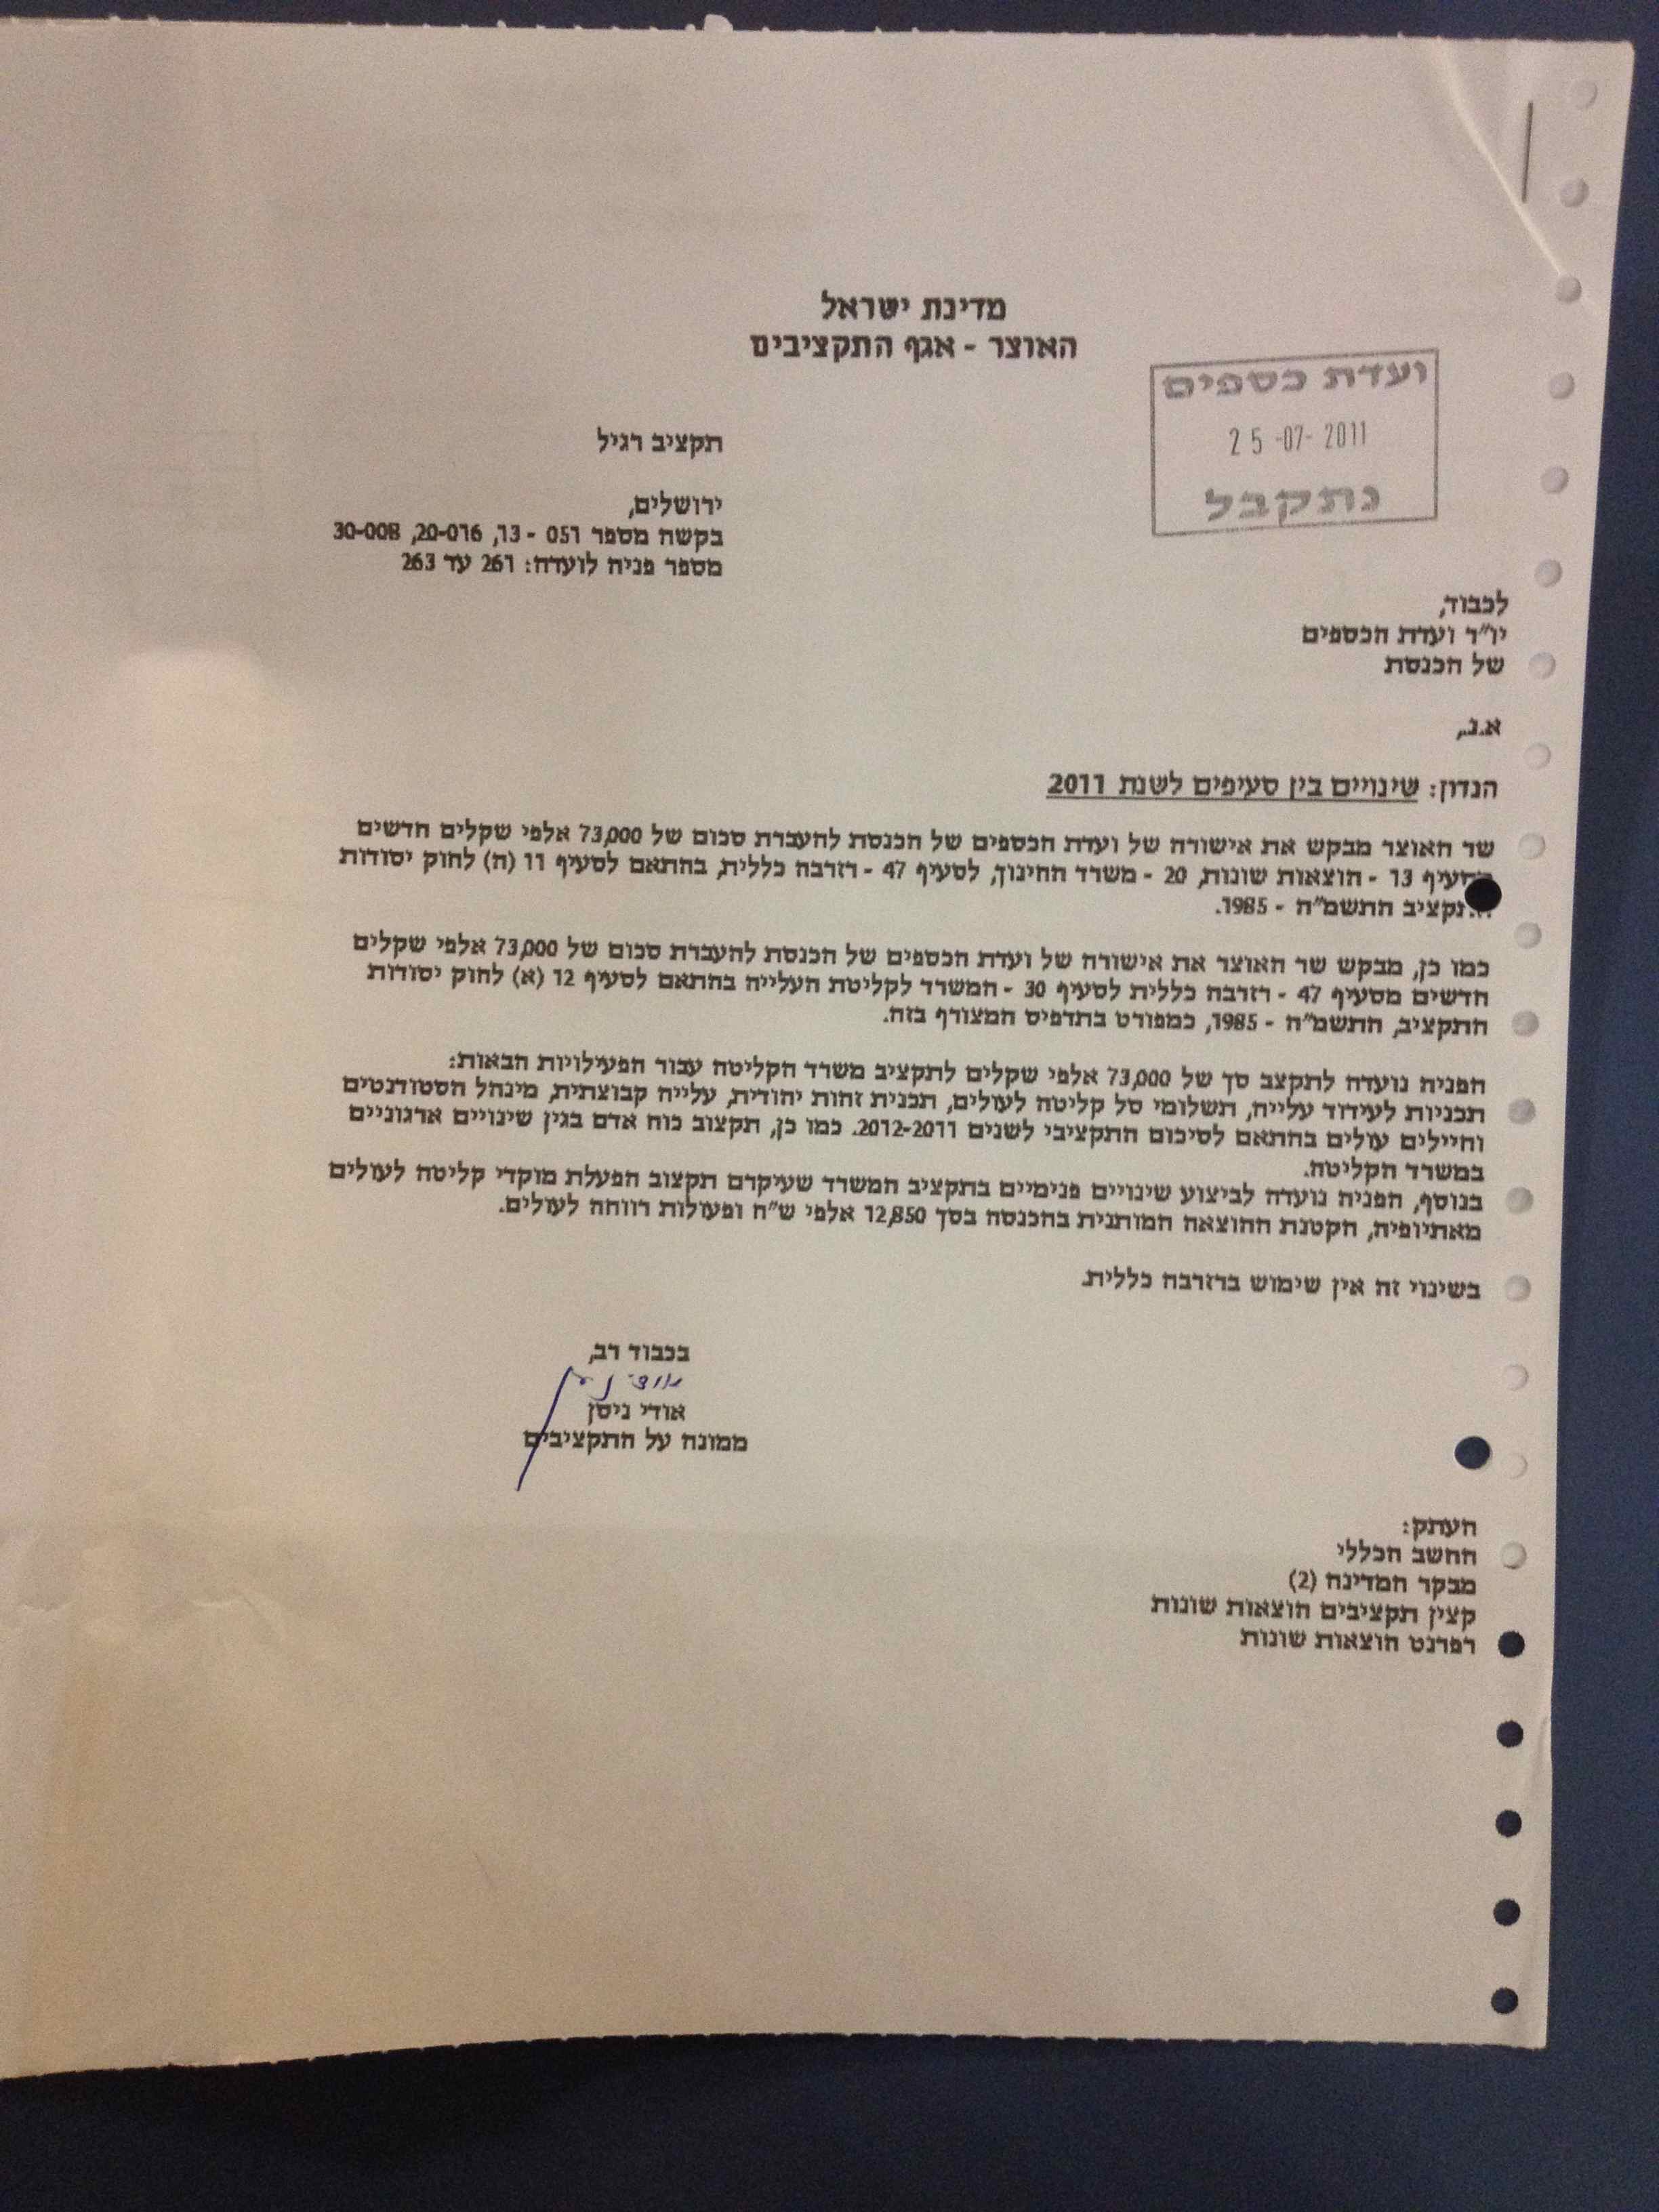 מדינת ישראל
האוצר - אגף התקציבים
ועדת כספים
25-07-2011
נתקבל
תקציב רגיל
ירושלים,
בקשה מספר 051 - 13, 20-016, 30-008
מספר פניה לועדה: 261 עד 263
לכבוד,
יו"ר ועדת הכספים
של הכנסת
א.נ.,
הנדון: שינויים בין סעיפים לשנת 2011
שר האוצר מבקש את אישורה של ועדת הכספים של הכנסת להעברת סכום של 73,000 אלפי שקלים חדשים
13 - הוצאות שונות, 20 - משרד החינוך, לסעיף 47 - רזרבה כללית, בהתאם לסעיף 11 (ה) לחוק יסודות
התשמ"ה - 1985.
כמו כן, מבקש שר האוצר את אישורה של ועדת הכספים של הכנסת להעברת סכום של 73,000 אלפי שקלים
חדשים מסעיף 47 - רזרבה כללית לסעיף 30 - המשרד לקליטת העלייה בהתאם לסעיף 12 (א) לחוק יסודות
התקציב, התשמ"ה - 1985, כמפורט בתדפיס המצורף בזה.
הפניה נועדה לתקצב סך של 73,000 אלפי שקלים לתקציב משרד הקליטה עבור הפעילויות הבאות:
תכניות לעידוד עלייה, תשלומי סל קליטה לעולים, תכנית זהות יהודית, עלייה קבוצתית, מינהל הסטודנטים
וחיילים עולים בהתאם לסיכום התקציבי לשנים 2012-2011. כמו כן, תקצוב כוח אדם בגין שינויים ארגוניים
במשרד הקליטה.
בנוסף, הפניה נועדה לביצוע שינויים פנימיים בתקציב המשרד שעיקרם תקצוב הפעלת מוקדי קליטה לעולים
מאתיופיה, הקטנת ההוצאה המותנית בהכנסה בסך 12,850 אלפי ש"ח ופעולות רווחה לעולים.
בשינוי זה אין שימוש ברזרבה כללית.
בכבוד רב,
אודי ניסן
ממונה על התקציבים
העתק:
החשב הכללי
מבקר המדינה (2)
קצין תקציבים הוצאות שונות
רפרנט הוצאות שונות